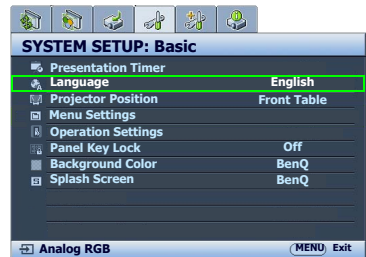 SYSTEM SETUP: Basic
Presentation Timer
Language English
Projector Position Front Table
Menu Settings
Operation Settings
Panel Key Lock Off
Background Color BenQ
Splash Screen BenQ
Analog RGB MENU Exit